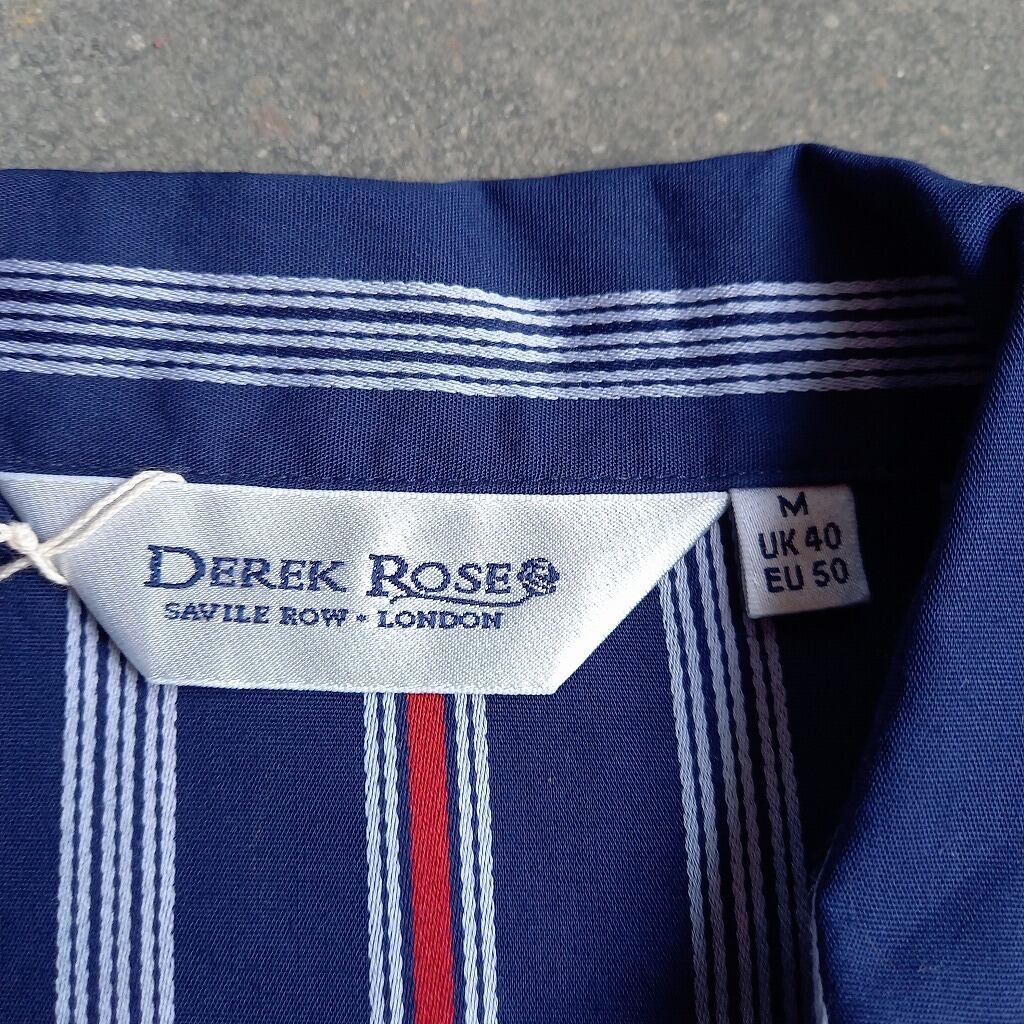 DEREK ROSE
SAVILE ROW • LONDON
M
UK 40
EU 50